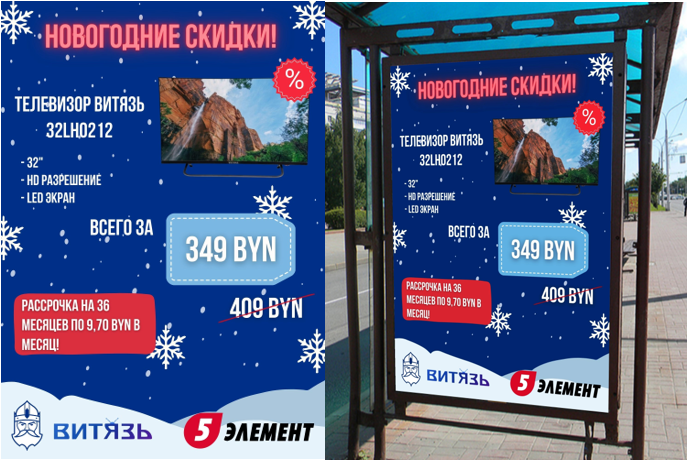 НОВОГОДНИЕ СКИДКИ!
%
ТЕЛЕВИЗОР ВИТЯЗЬ
32LH0212
- 32"
- HD РАЗРЕШЕНИЕ
- LED ЭКРАН
ВСЕГО ЗА
349 BYN
409 BYN
РАССРОЧКА НА 36
МЕСЯЦЕВ ПО 9,70 BYN В
МЕСЯЦ!
ВИТЯЗЬ
5 ЭЛЕМЕНТ
НОВОГОДНИЕ СКИДКИ!
%
ТЕЛЕВИЗОР ВИТЯЗЬ
32LH0212
- 32"
- HD РАЗРЕШЕНИЕ
- LED ЭКРАН
ВСЕГО ЗА
349 BYN
409 BYN
РАССРОЧКА НА 36
МЕСЯЦЕВ ПО 9,70 BYN В
МЕСЯЦ!
ВИТЯЗЬ
5 ЭЛЕМЕНТ